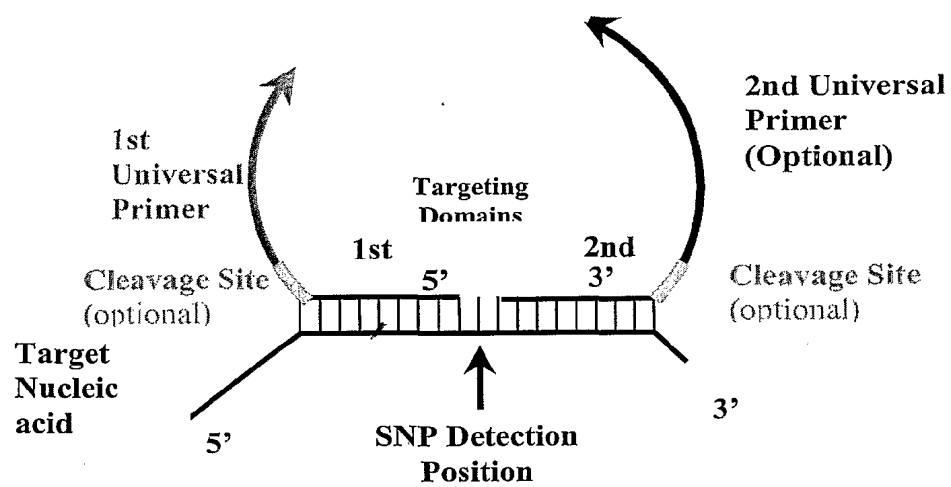 2nd Universal
Primer
(Optional)
1st
Universal
Primer
Targeting
Domains
1st
2nd
5'
3'
Cleavage Site
(optional)
Cleavage Site
(optional)
Target
Nucleic
acid
5'
3'
SNP Detection
Position